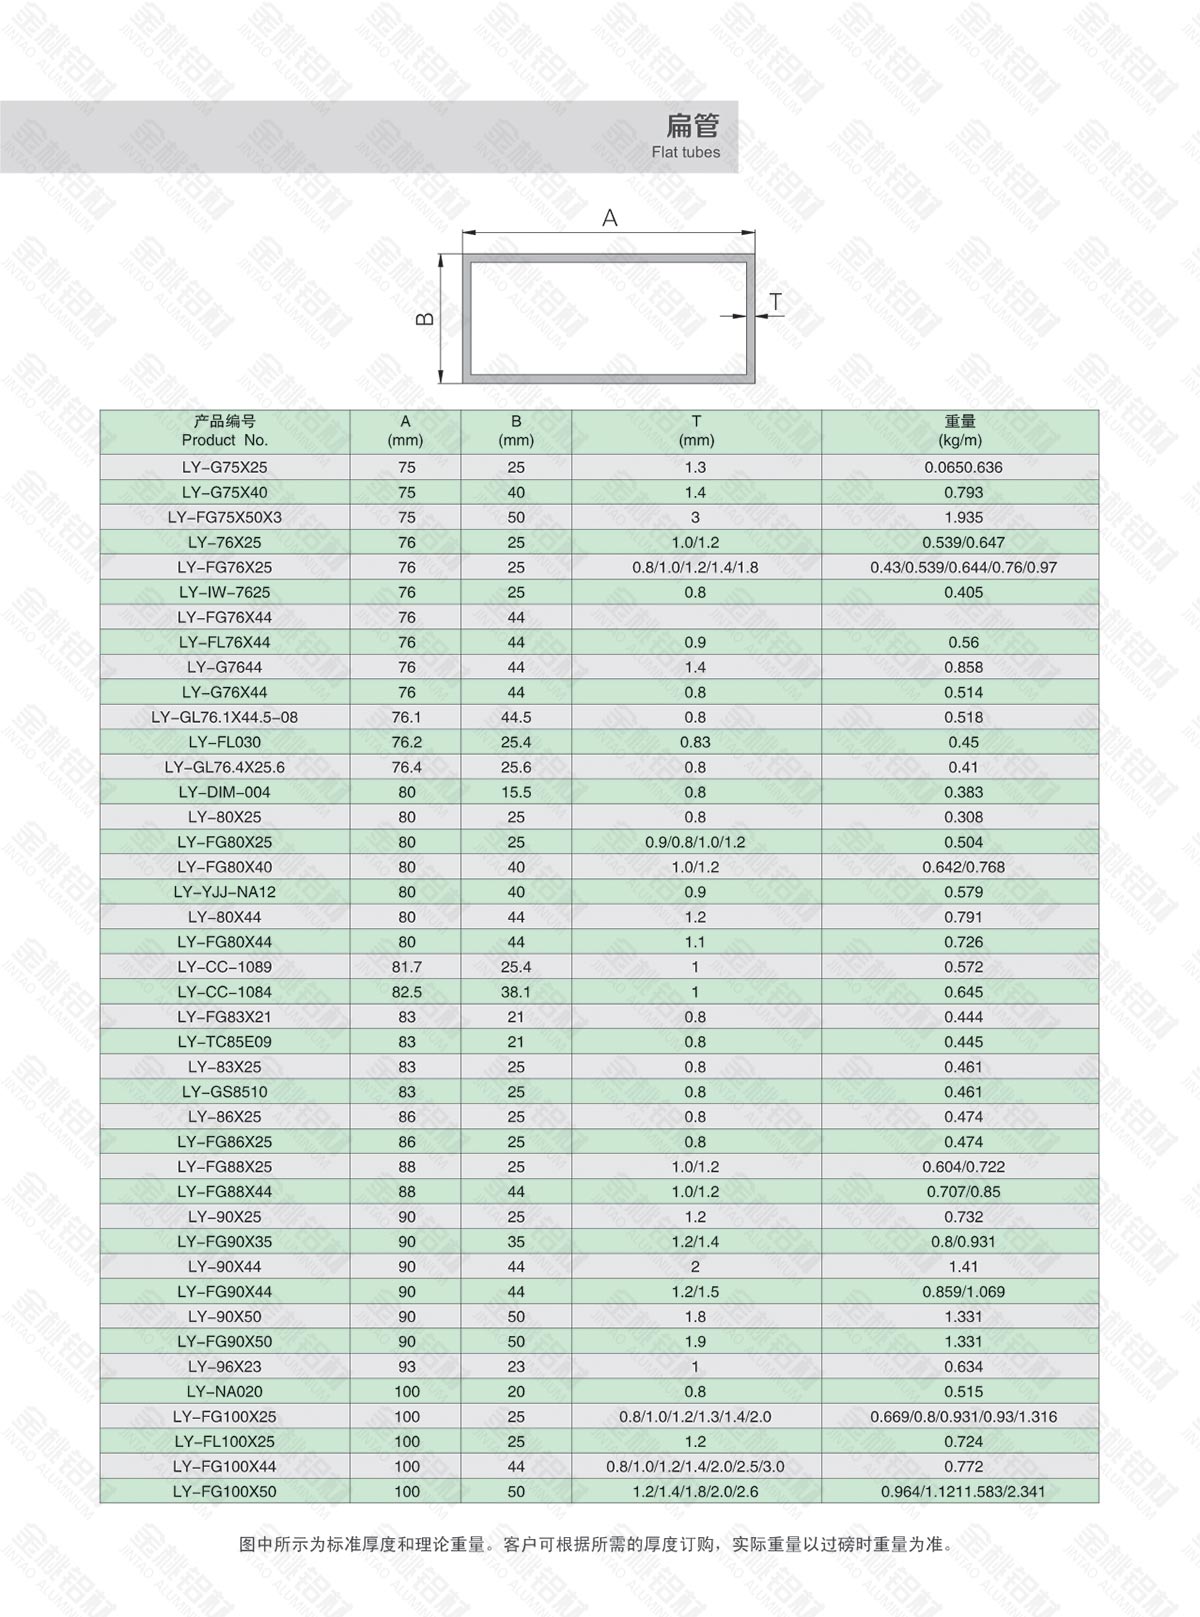 扁管
Flat tubes
A
B
T
产品编号 A B T 重量
Product No. (mm) (mm) (mm) (kg/m)
LY-G75X25 75 25 1.3 0.0650.636
LY-G75X40 75 40 1.4 0.793
LY-FG75X50X3 75 50 3 1.935
LY-76X25 76 25 1.0/1.2 0.539/0.647
LY-FG76X25 76 25 0.8/1.0/1.2/1.4/1.8 0.43/0.539/0.644/0.76/0.97
LY-IW-7625 76 25 0.8 0.405
LY-FG76X44 76 44
LY-FL76X44 76 44 0.9 0.56
LY-G7644 76 44 1.4 0.858
LY-G76X44 76 44 0.8 0.514
LY-GL76.1X44.5-08 76.1 44.5 0.8 0.518
LY-FL030 76.2 25.4 0.83 0.45
LY-GL76.4X25.6 76.4 25.6 0.8 0.41
LY-DIM-004 80 15.5 0.8 0.383
LY-80X25 80 25 0.8 0.308
LY-FG80X25 80 25 0.9/0.8/1.0/1.2 0.504
LY-FG80X40 80 40 1.0/1.2 0.642/0.768
LY-YJJ-NA12 80 40 0.9 0.579
LY-80X44 80 44 1.2 0.791
LY-FG80X44 80 44 1.1 0.726
LY-CC-1089 81.7 25.4 1 0.572
LY-CC-1084 82.5 38.1 1 0.645
LY-FG83X21 83 21 0.8 0.444
LY-TC85E09 83 21 0.8 0.445
LY-83X25 83 25 0.8 0.461
LY-GS8510 83 25 0.8 0.461
LY-86X25 86 25 0.8 0.474
LY-FG86X25 86 25 0.8 0.474
LY-FG88X25 88 25 1.0/1.2 0.604/0.722
LY-FG88X44 88 44 1.0/1.2 0.707/0.85
LY-90X25 90 25 1.2 0.732
LY-FG90X35 90 35 1.2/1.4 0.8/0.931
LY-90X44 90 44 2 1.41
LY-FG90X44 90 44 1.2/1.5 0.859/1.069
LY-90X50 90 50 1.8 1.331
LY-FG90X50 90 50 1.9 1.331
LY-96X23 93 23 1 0.634
LY-NA020 100 20 0.8 0.515
LY-FG100X25 100 25 0.8/1.0/1.2/1.3/1.4/2.0 0.669/0.8/0.931/0.93/1.316
LY-FL100X25 100 25 1.2 0.724
LY-FG100X44 100 44 0.8/1.0/1.2/1.4/2.0/2.5/3.0 0.772
LY-FG100X50 100 50 1.2/1.4/1.8/2.0/2.6 0.964/1.1211.583/2.341
图中所示为标准厚度和理论重量。客户可根据所需的厚度订购，实际重量以过磅时重量为准。
金桃铝材
JINTAO ALUMINIUM